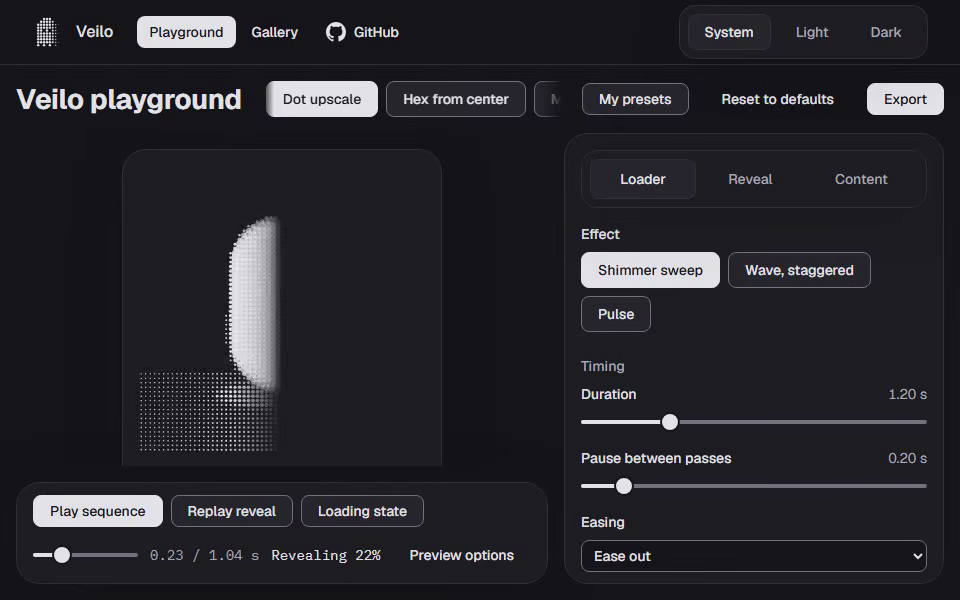 Veilo Playground Gallery GitHub System Light Dark
Veilo playground Dot upscale Hex from center My presets Reset to defaults Export
Loader Reveal Content
Effect
Shimmer sweep Wave, staggered
Pulse
Timing
Duration 1.20 s
Pause between passes 0.20 s
Easing
Ease out
Play sequence Replay reveal Loading state
0.23 / 1.04 s Revealing 22% Preview options